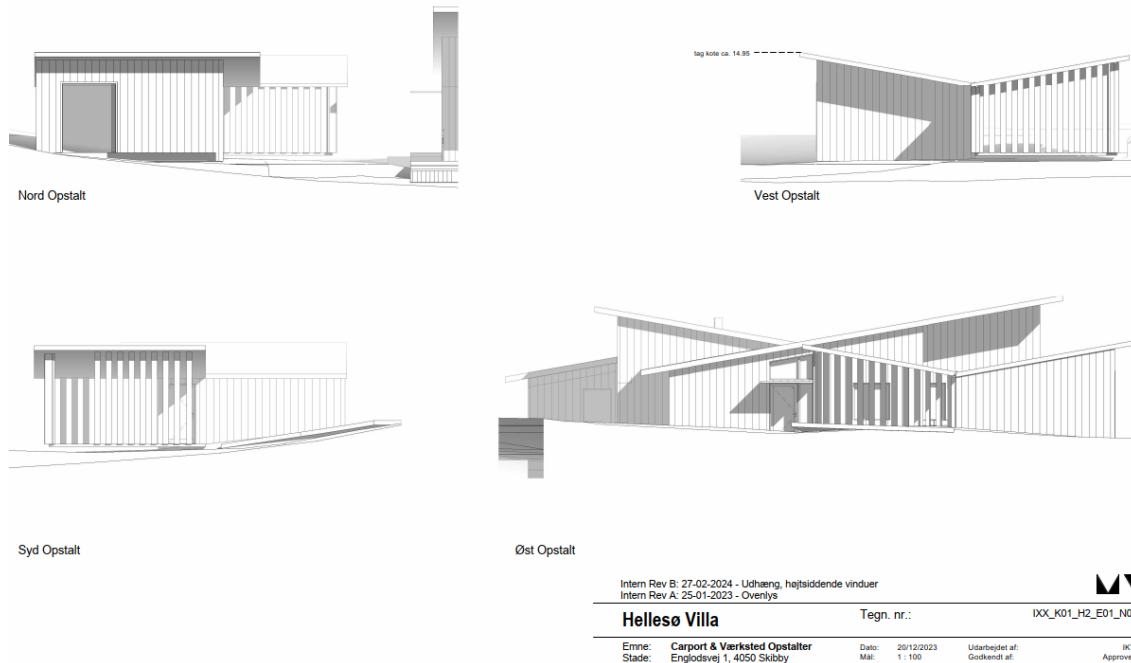 tag kote ca. 14.95
Nord Opstalt
Vest Opstalt
Syd Opstalt
Øst Opstalt
Intern Rev B: 27-02-2024 - Udhæng, højtsiddende vinduer
Intern Rev A: 25-01-2023 - Ovenlys
Hellesø Villa
Tegn. nr.:
IXX_K01_H2_E01_N0
Emne: Carport & Værksted Opstalter
Dato: 20/12/2023
Udarbejdet af:
Stade: Englodsvej 1, 4050 Skibby
Mål: 1 : 100
Godkendt af:
Approve